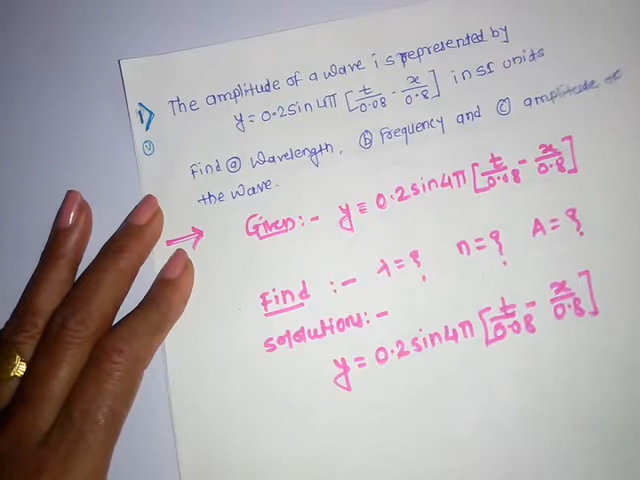 1) The amplitude of a wave is represented by
y = 0.2 sin 4π [t/0.08 - x/0.8] in SI units
Find ⓐ Wavelength, ⓑ Frequency and ⓒ amplitude of
the wave.
→ Given:- y = 0.2 sin 4π [t/0.08 - x/0.8]
Find :- λ = ? n = ? A = ?
Solution:-
y = 0.2 sin 4π [t/0.08 - x/0.8]